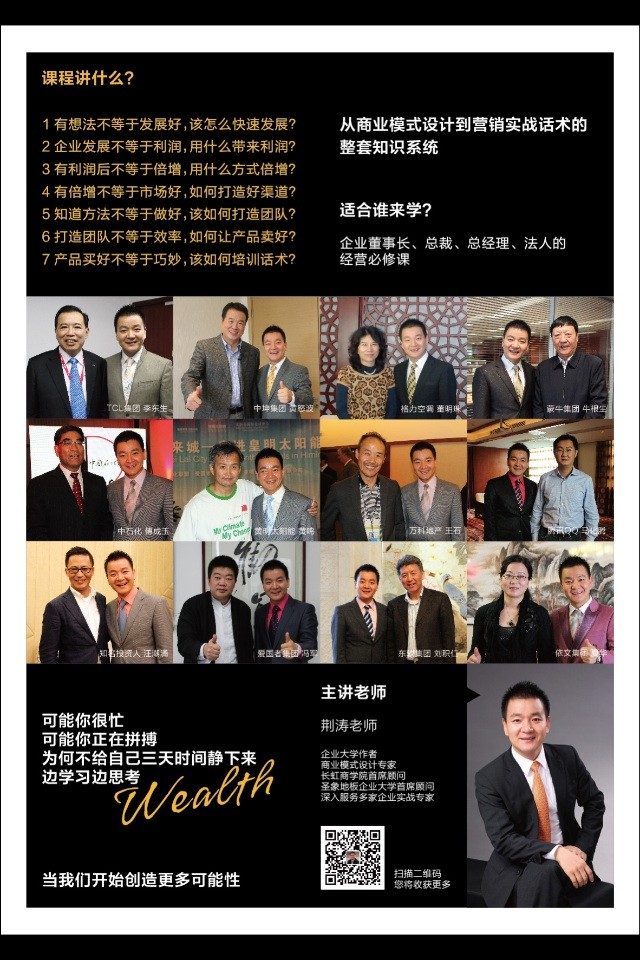 课程讲什么?
1 有想法不等于发展好,该怎么快速发展?
2 企业发展不等于利润,用什么带来利润?
3 有利润后不等于倍增,用什么方式倍增?
4 有倍增不等于市场好,如何打造好渠道?
5 知道方法不等于做好,该如何打造团队?
6 打造团队不等于效率,如何让产品卖好?
7 产品买好不等于巧妙,该如何培训话术?
从商业模式设计到营销实战话术的
整套知识系统
适合谁来学?
企业董事长、总裁、总经理、法人的
经营必修课
TCL集团 李东生
中坤集团 黄怒波
格力空调 董明珠
蒙牛集团 牛根生
中国石化
中石化 傅成玉
来城
洪皇明太阳能
My Climate
My Chan
黄明太阳能 黄鸣
万科地产 王石
腾讯QQ 马化腾
知名投资人 汪潮涌
爱国者集团 冯军
东软集团 刘积仁
依文集团 夏华
可能你很忙
可能你正在拼搏
为何不给自己三天时间静下来
边学习边思考
Wealth
当我们开始创造更多可能性
主讲老师
荆涛老师
企业大学作者
商业模式设计专家
长虹商学院首席顾问
圣象地板企业大学首席顾问
深入服务多家企业实战专家
扫描二维码
您将收获更多